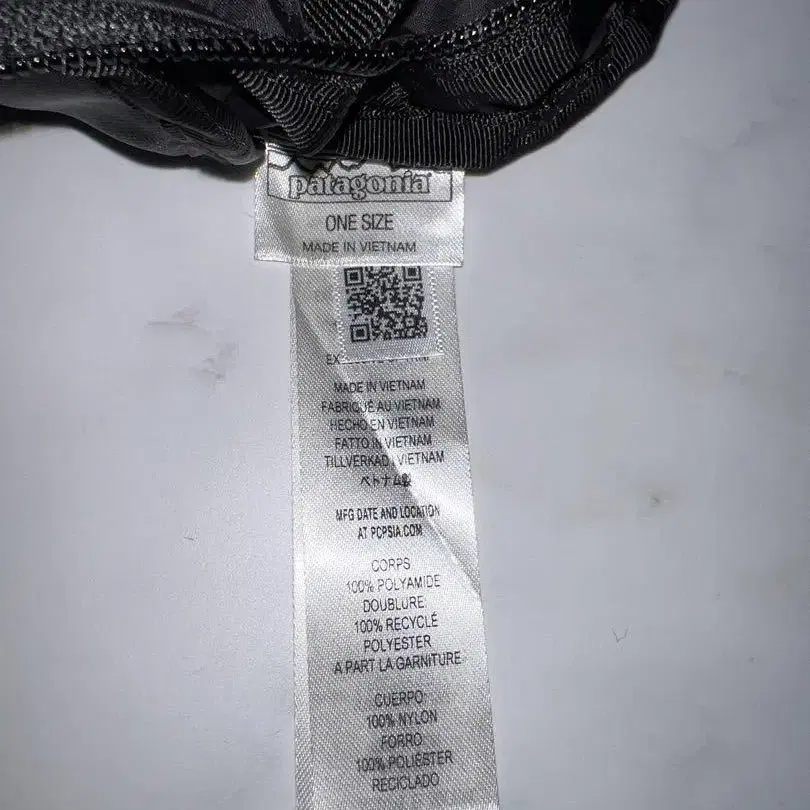 patagonia
ONE SIZE
MADE IN VIETNAM
MADE IN VIETNAM
FABRIQUÉ AU VIETNAM
HECHO EN VIETNAM
FATTO IN VIETNAM
TILLVERKAD I VIETNAM
ベトナム製
MFG DATE AND LOCATION
AT PCPSIA.COM
CORPS
100% POLYAMIDE
DOUBLURE:
100% RECYCLÉ
POLYESTER
A PART LA GARNITURE
CUERPO:
100% NYLON
FORRO:
100% POLIÉSTER
RECICLADO